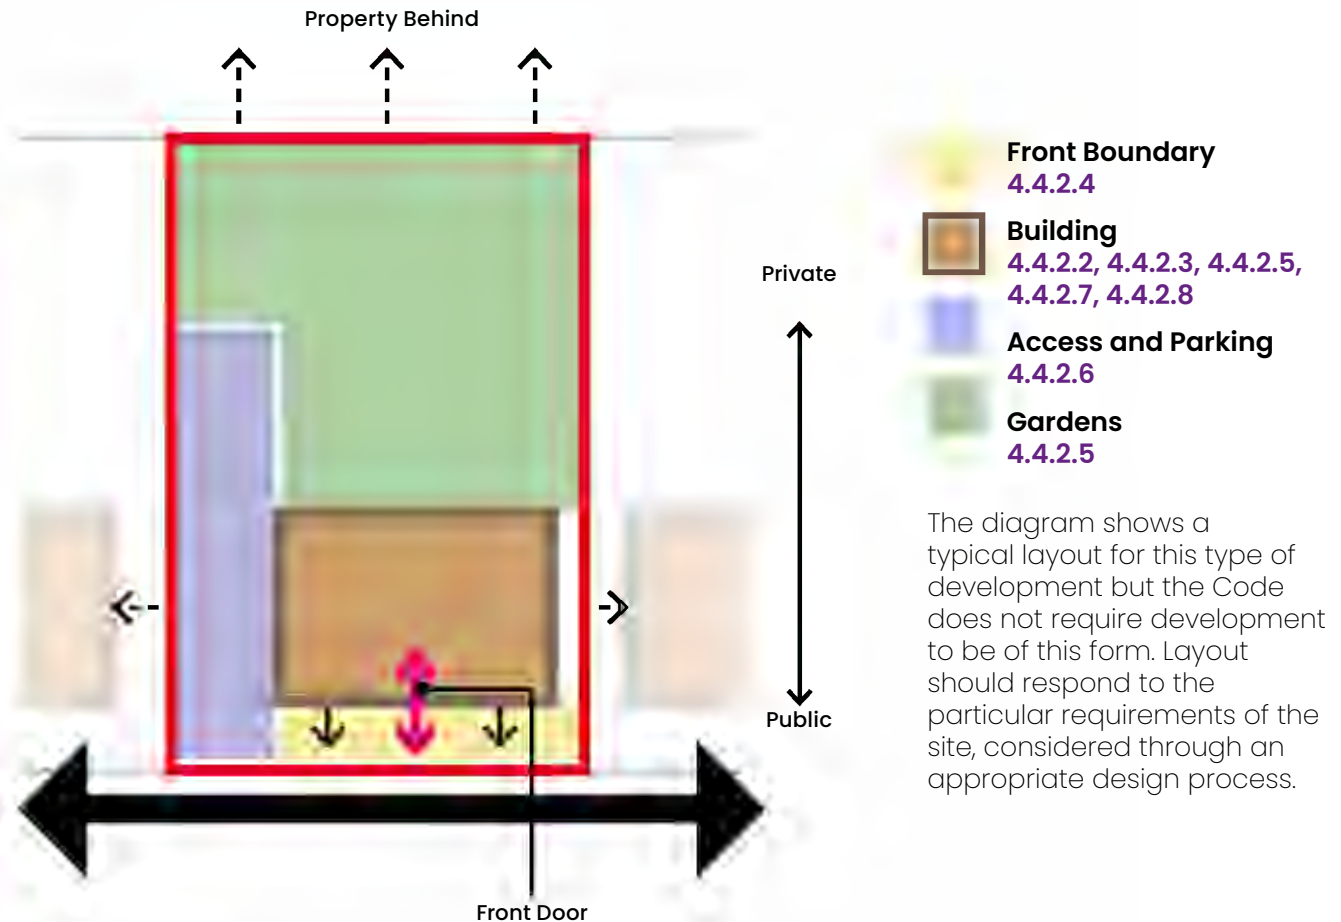 Property Behind
Private
Public
Front Door
Front Boundary
4.4.2.4
Building
4.4.2.2, 4.4.2.3, 4.4.2.5,
4.4.2.7, 4.4.2.8
Access and Parking
4.4.2.6
Gardens
4.4.2.5
The diagram shows a
typical layout for this type of
development but the Code
does not require development
to be of this form. Layout
should respond to the
particular requirements of the
site, considered through an
appropriate design process.